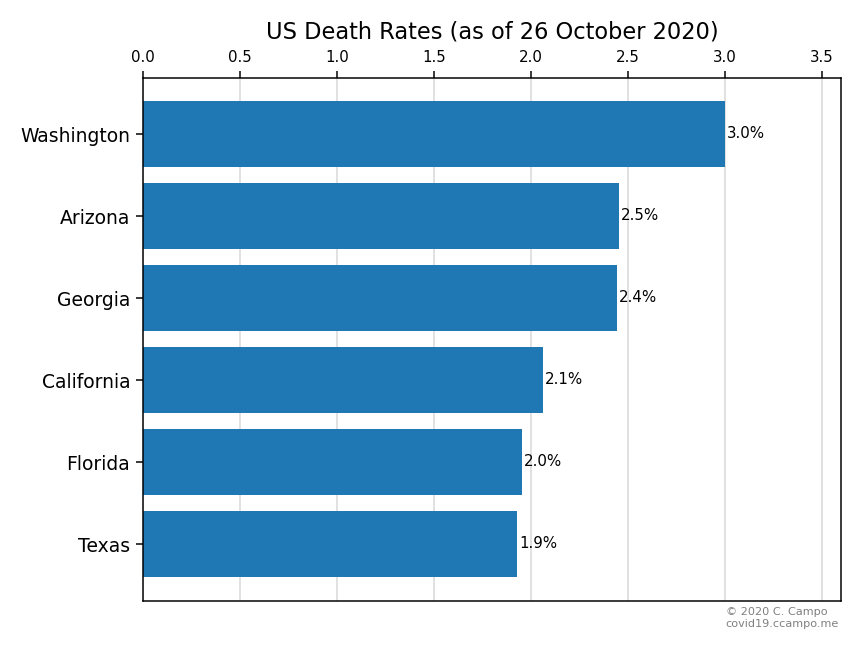 US Death Rates (as of 26 October 2020)
0.0 0.5 1.0 1.5 2.0 2.5 3.0 3.5
Washington 3.0%
Arizona 2.5%
Georgia 2.4%
California 2.1%
Florida 2.0%
Texas 1.9%
© 2020 C. Campo
covid19.ccampo.me